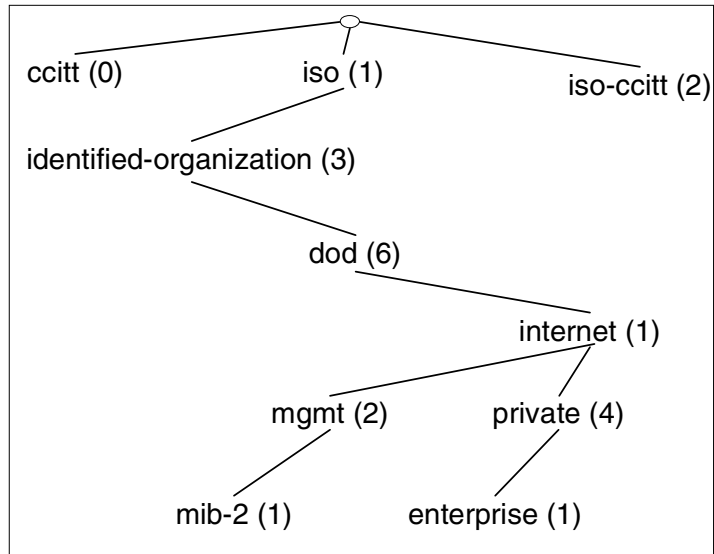 ccitt (0)
iso (1)
iso-ccitt (2)
identified-organization (3)
dod (6)
internet (1)
mgmt (2)
private (4)
mib-2 (1)
enterprise (1)